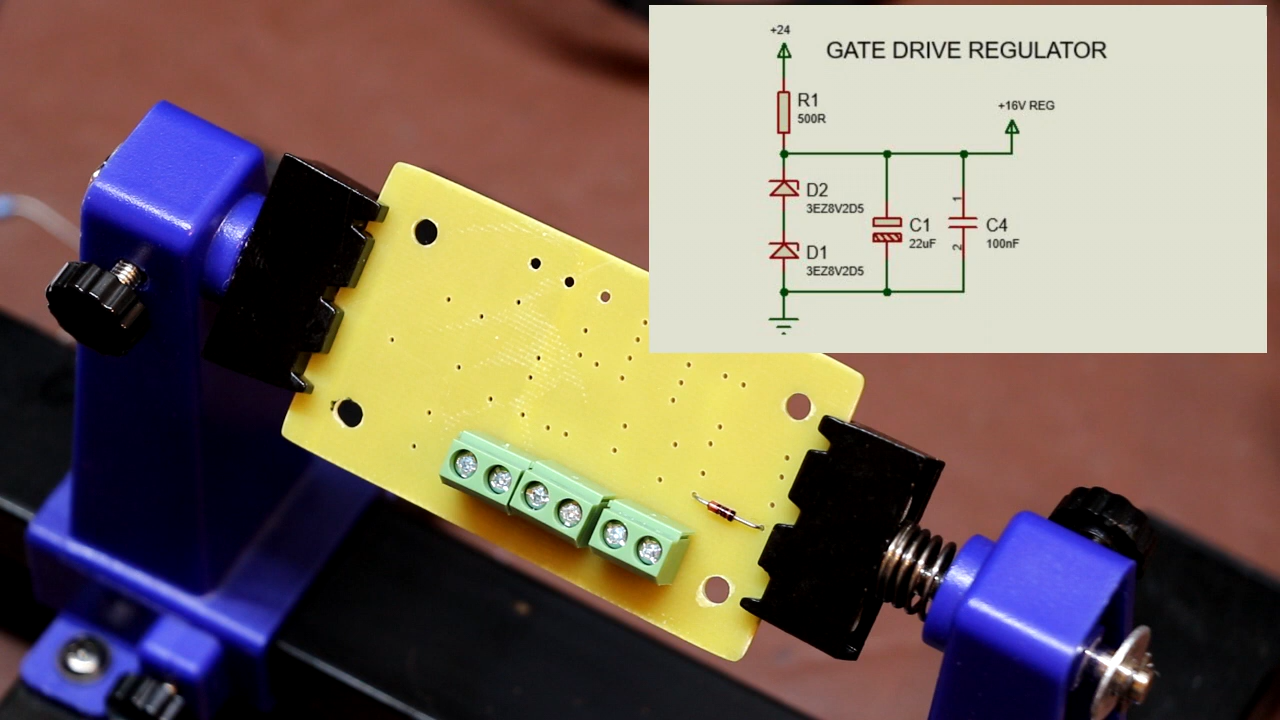 +24
GATE DRIVE REGULATOR
R1
500R
+16V REG
D2
3EZ8V2D5
C1
22uF
1
2
C4
100nF
D1
3EZ8V2D5